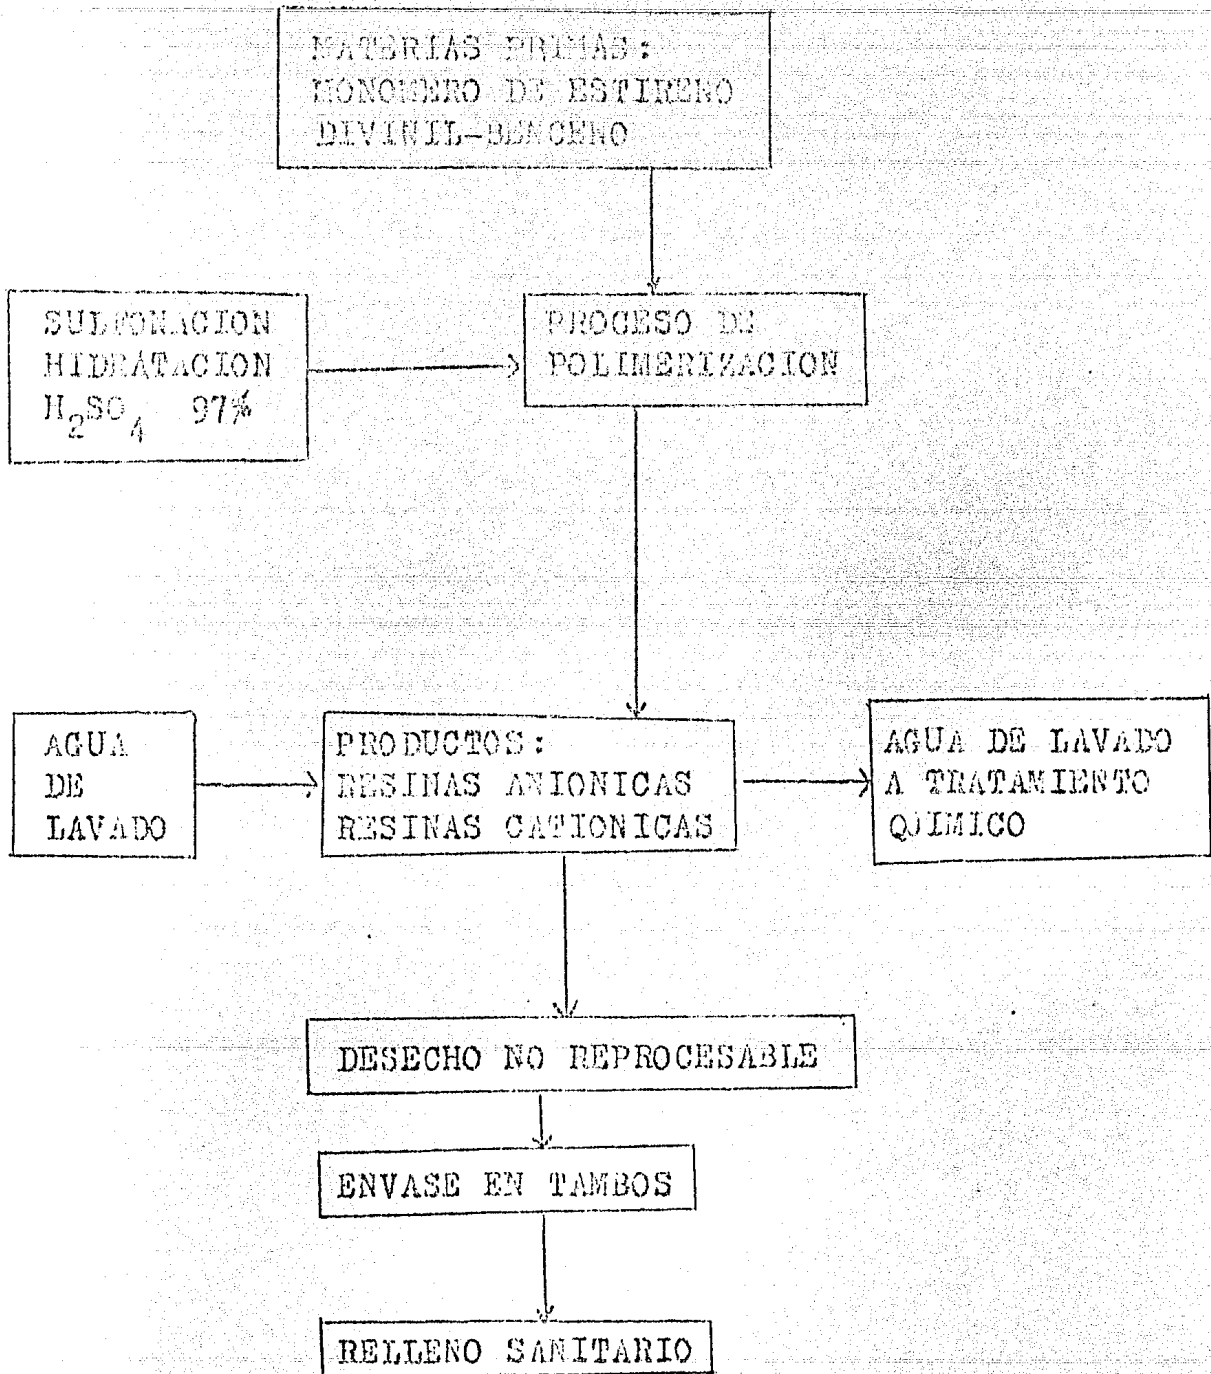 MATERIAS PRIMAS:
MONOMERO DE ESTIRENO
DIVINIL-BENCENO
SULFONACION
HIDRATACION
H2SO4 97%
PROCESO DE
POLIMERIZACION
AGUA
DE
LAVADO
PRODUCTOS:
RESINAS ANIONICAS
RESINAS CATIONICAS
AGUA DE LAVADO
A TRATAMIENTO
QUIMICO
DESECHO NO REPROCESABLE
ENVASE EN TAMBOS
RELLENO SANITARIO